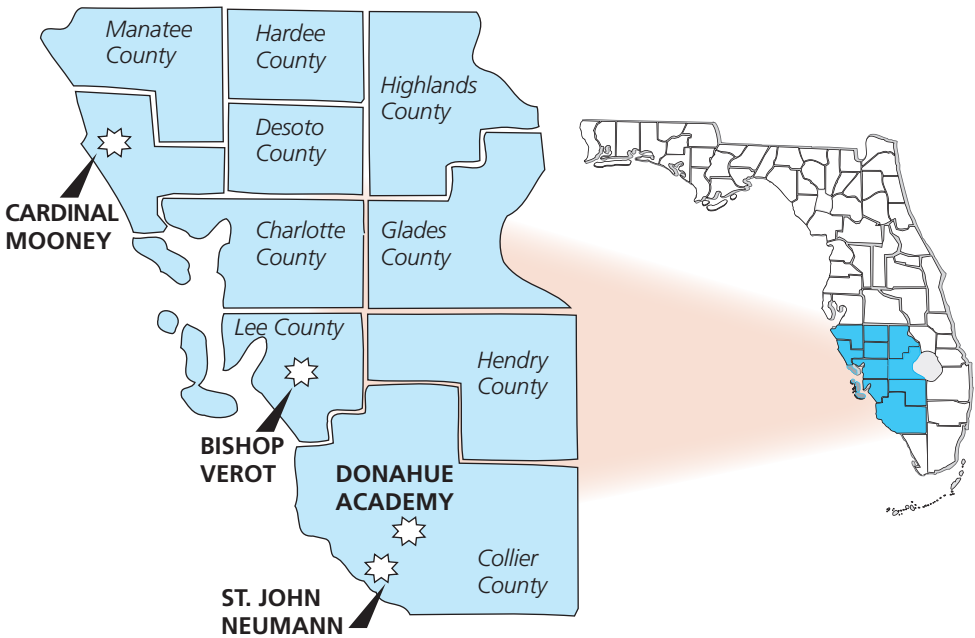 Manatee
County
Hardee
County
Highlands
County
Desoto
County
CARDINAL
MOONEY
Charlotte
County
Glades
County
Lee County
Hendry
County
BISHOP
VEROT
DONAHUE
ACADEMY
Collier
County
ST. JOHN
NEUMANN